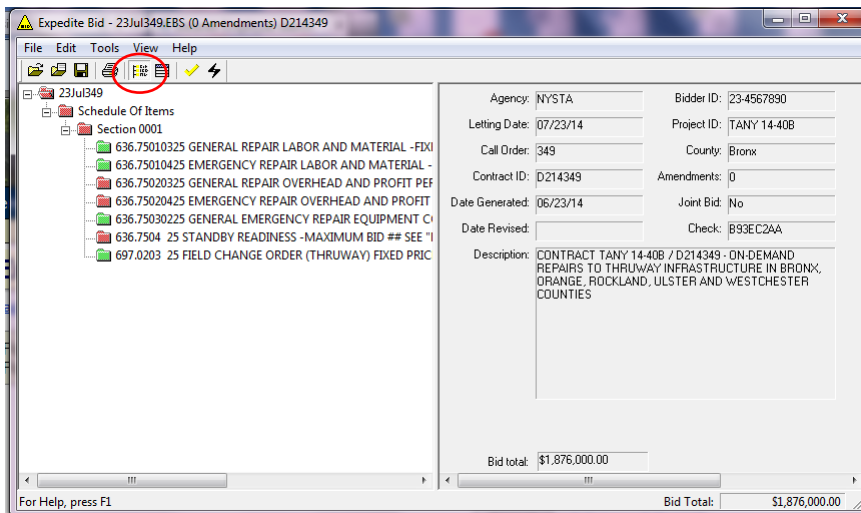 Expedite Bid - 23Jul349.EBS (0 Amendments) D214349
File Edit Tools View Help
23Jul349
Schedule Of Items
Section 0001
636.75010325 GENERAL REPAIR LABOR AND MATERIAL -FIXI
636.75010425 EMERGENCY REPAIR LABOR AND MATERIAL -
636.75020325 GENERAL REPAIR OVERHEAD AND PROFIT PER
636.75020425 EMERGENCY REPAIR OVERHEAD AND PROFIT
636.75030225 GENERAL EMERGENCY REPAIR EQUIPMENT C
636.7504 25 STANDBY READINESS -MAXIMUM BID ## SEE "
697.0203 25 FIELD CHANGE ORDER (THRUWAY) FIXED PRIC
Agency: NYSTA Bidder ID: 23-4567890
Letting Date: 07/23/14 Project ID: TANY 14-40B
Call Order: 349 County: Bronx
Contract ID: D214349 Amendments: 0
Date Generated: 06/23/14 Joint Bid: No
Date Revised: Check: B93EC2AA
Description: CONTRACT TANY 14-40B / D214349 - ON-DEMAND
REPAIRS TO THRUWAY INFRASTRUCTURE IN BRONX,
ORANGE, ROCKLAND, ULSTER AND WESTCHESTER
COUNTIES
Bid total: $1,876,000.00
For Help, press F1 Bid Total: $1,876,000.00